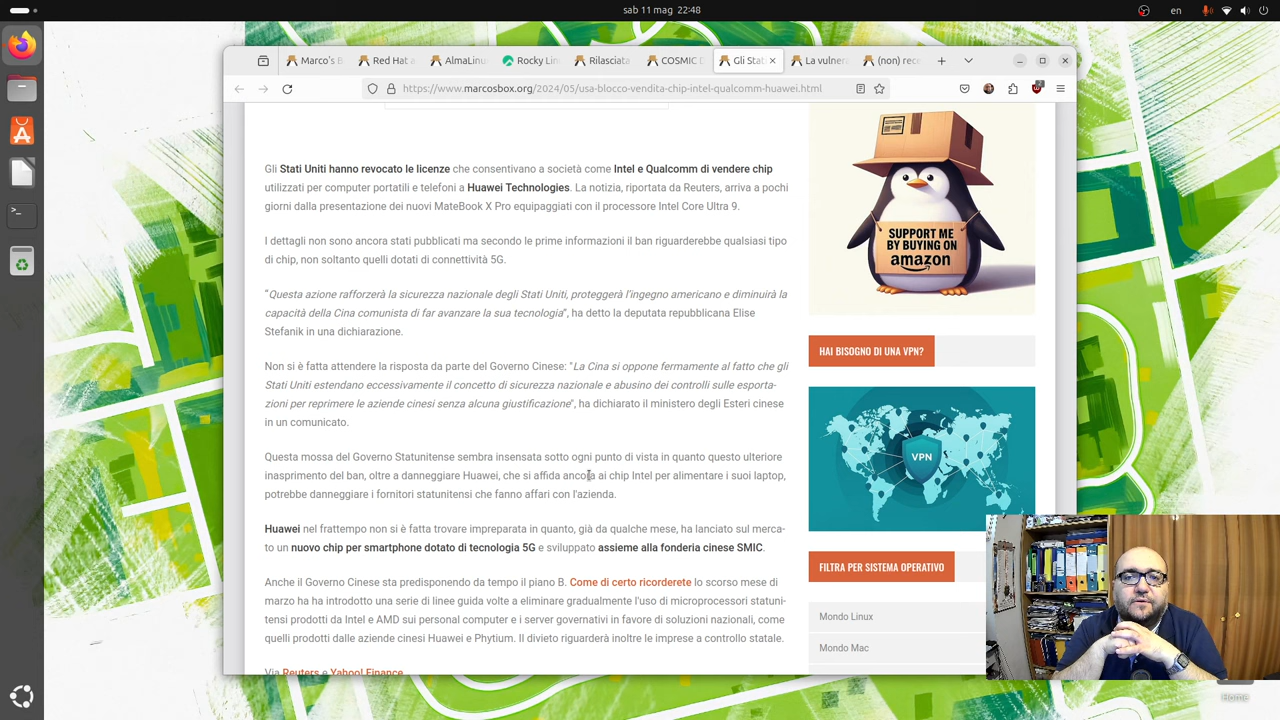 sab 11 mag 22:48
en
Marco's B
Red Hat a
AlmaLinu
Rocky Lin
Rilasciata
COSMIC D
Gli Stat
La vulner
(non) rece
https://www.marcosbox.org/2024/05/usa-blocco-vendita-chip-intel-qualcomm-huawei.html
Gli Stati Uniti hanno revocato le licenze che consentivano a società come Intel e Qualcomm di vendere chip
utilizzati per computer portatili e telefoni a Huawei Technologies. La notizia, riportata da Reuters, arriva a pochi
giorni dalla presentazione dei nuovi MateBook X Pro equipaggiati con il processore Intel Core Ultra 9.
I dettagli non sono ancora stati pubblicati ma secondo le prime informazioni il ban riguarderebbe qualsiasi tipo
di chip, non soltanto quelli dotati di connettività 5G.
"Questa azione rafforzerà la sicurezza nazionale degli Stati Uniti, proteggerà l'ingegno americano e diminuirà la
capacità della Cina comunista di far avanzare la sua tecnologia", ha detto la deputata repubblicana Elise
Stefanik in una dichiarazione.
Non si è fatta attendere la risposta da parte del Governo Cinese: "La Cina si oppone fermamente al fatto che gli
Stati Uniti estendano eccessivamente il concetto di sicurezza nazionale e abusino dei controlli sulle esporta-
zioni per reprimere le aziende cinesi senza alcuna giustificazione", ha dichiarato il ministero degli Esteri cinese
in un comunicato.
Questa mossa del Governo Statunitense sembra insensata sotto ogni punto di vista in quanto questo ulteriore
inasprimento del ban, oltre a danneggiare Huawei, che si affida ancora ai chip Intel per alimentare i suoi laptop,
potrebbe danneggiare i fornitori statunitensi che fanno affari con l'azienda.
Huawei nel frattempo non si è fatta trovare impreparata in quanto, già da qualche mese, ha lanciato sul merca-
to un nuovo chip per smartphone dotato di tecnologia 5G e sviluppato assieme alla fonderia cinese SMIC.
Anche il Governo Cinese sta predisponendo da tempo il piano B. Come di certo ricorderete lo scorso mese di
marzo ha ha introdotto una serie di linee guida volte a eliminare gradualmente l'uso di microprocessori statuni-
tensi prodotti da Intel e AMD sui personal computer e i server governativi in favore di soluzioni nazionali, come
quelli prodotti dalle aziende cinesi Huawei e Phytium. Il divieto riguarderà inoltre le imprese a controllo statale.
Via Reuters e Yahoo! Finance
SUPPORT ME
BY BUYING ON
amazon
HAI BISOGNO DI UNA VPN?
VPN
FILTRA PER SISTEMA OPERATIVO
Mondo Linux
Mondo Mac
Home